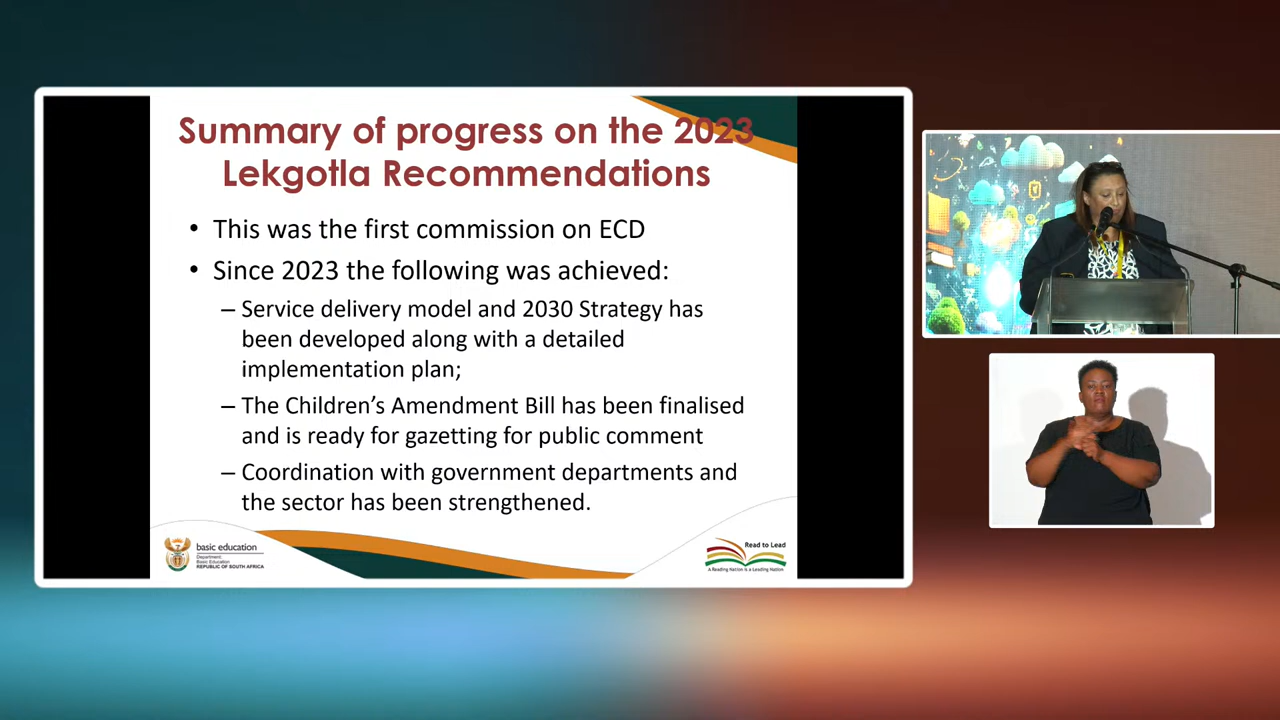 Summary of progress on the 2023
Lekgotla Recommendations
• This was the first commission on ECD
• Since 2023 the following was achieved:
– Service delivery model and 2030 Strategy has
been developed along with a detailed
implementation plan;
– The Children’s Amendment Bill has been finalised
and is ready for gazetting for public comment
– Coordination with government departments and
the sector has been strengthened.
basic education
Department:
Basic Education
REPUBLIC OF SOUTH AFRICA
Read to Lead
A Reading Nation is a Leading Nation